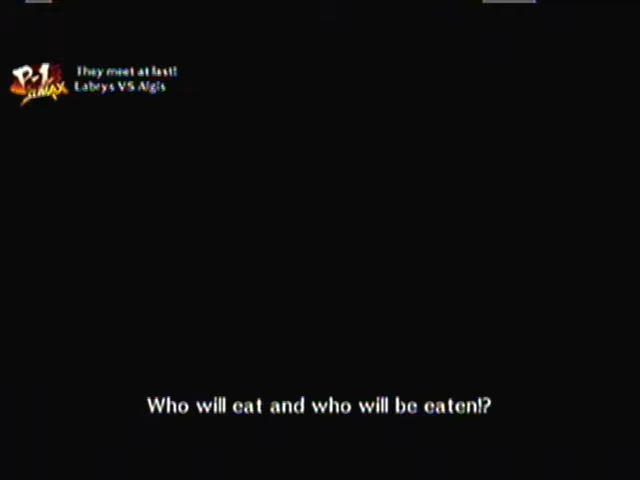 P-1
CLIMAX
They meet at last!
Labrys VS Aigis
Who will eat and who will be eaten!?